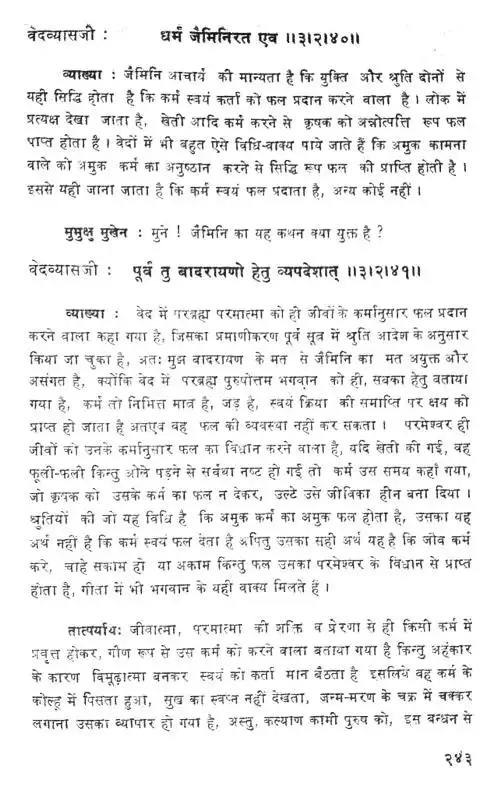 वेदव्यासजी : धर्मं जैमिनिरत एव ॥३।२।४०॥
व्याख्या : जैमिनि आचार्य की मान्यता है कि युक्ति और श्रुति दोनों से
यही सिद्धि होता है कि कर्म स्वयं कर्ता को फल प्रदान करने वाला है । लोक में
प्रत्यक्ष देखा जाता है, खेती आदि कर्म करने से कृषक को अन्नोत्पत्ति रूप फल
पाप्त होता है । वेदों में भी बहुत ऐसे विधि-वाक्य पाये जाते हैं कि अमुक कामना
वाले को अमुक कर्म का अनुष्ठान करने से सिद्धि रूप फल की प्राप्ति होती है ।
इससे यही जाना जाता है कि कर्म स्वयं फल प्रदाता है, अन्य कोई नहीं ।
मुमुक्षु मुखेन : मुने ! जैमिनि का यह कथन क्या युक्त है ?
वेदव्यासजी : पूर्वं तु बादरायणो हेतु व्यपदेशात् ॥३।२।४१॥
व्याख्या : वेद में परब्रह्म परमात्मा को ही जीवों के कर्मानुसार फल प्रदान
करने वाला कहा गया है, जिसका प्रमाणीकरण पूर्व सूत्र में श्रुति आदेश के अनुसार
किया जा चुका है, अतः मुझ वादरायण के मत से जैमिनि का मत अयुक्त और
असंगत है, क्योंकि वेद में परब्रह्म पुरुषोत्तम भगवान को ही, सवका हेतु बताया
गया है, कर्म तो निमित्त मात्र है, जड़ है, स्वयं क्रिया की समाप्ति पर क्षय को
प्राप्त हो जाता है अतएव वह फल की व्यवस्था नहीं कर सकता । परमेश्वर ही
जीवों को उनके कर्मानुसार फल का विधान करने वाला है, यदि खेती की गई, वह
फूली-फली किन्तु ओले पड़ने से सर्वथा नष्ट हो गई तो कर्म उस समय कहां गया,
जो कृषक को उसके कर्म का फल न देकर, उल्टे उसे जीविका हीन बना दिया ।
श्रुतियों की जो यह विधि है कि अमुक कर्म का अमुक फल होता है, उसका यह
अर्थ नहीं है कि कर्म स्वयं फल देता है अपितु उसका सही अर्थ यह है कि जीव कर्म
करे, चाहे सकाम हो या अकाम किन्तु फल उसका परमेश्वर के विधान से प्राप्त
होता है, गीता में भी भगवान के यही वाक्य मिलते हैं ।
तात्पर्यार्थ: जीवात्मा, परमात्मा की शक्ति व प्रेरणा से ही किसी कर्म में
प्रवृत्त होकर, गौण रूप से उस कर्म को करने वाला बताया गया है किन्तु अहंकार
के कारण विमूढ़ात्मा वनकर स्वयं को कर्ता मान बैठता है इसलिये वह कर्म के
कोल्हू में पिसता हुआ, सुख का स्वप्न नहीं देखता, जन्म-मरण के चक्र में चक्कर
लगाना उसका व्यापार हो गया है, अस्तु, कल्याण कामी पुरुष को, इस बन्धन से
२४३